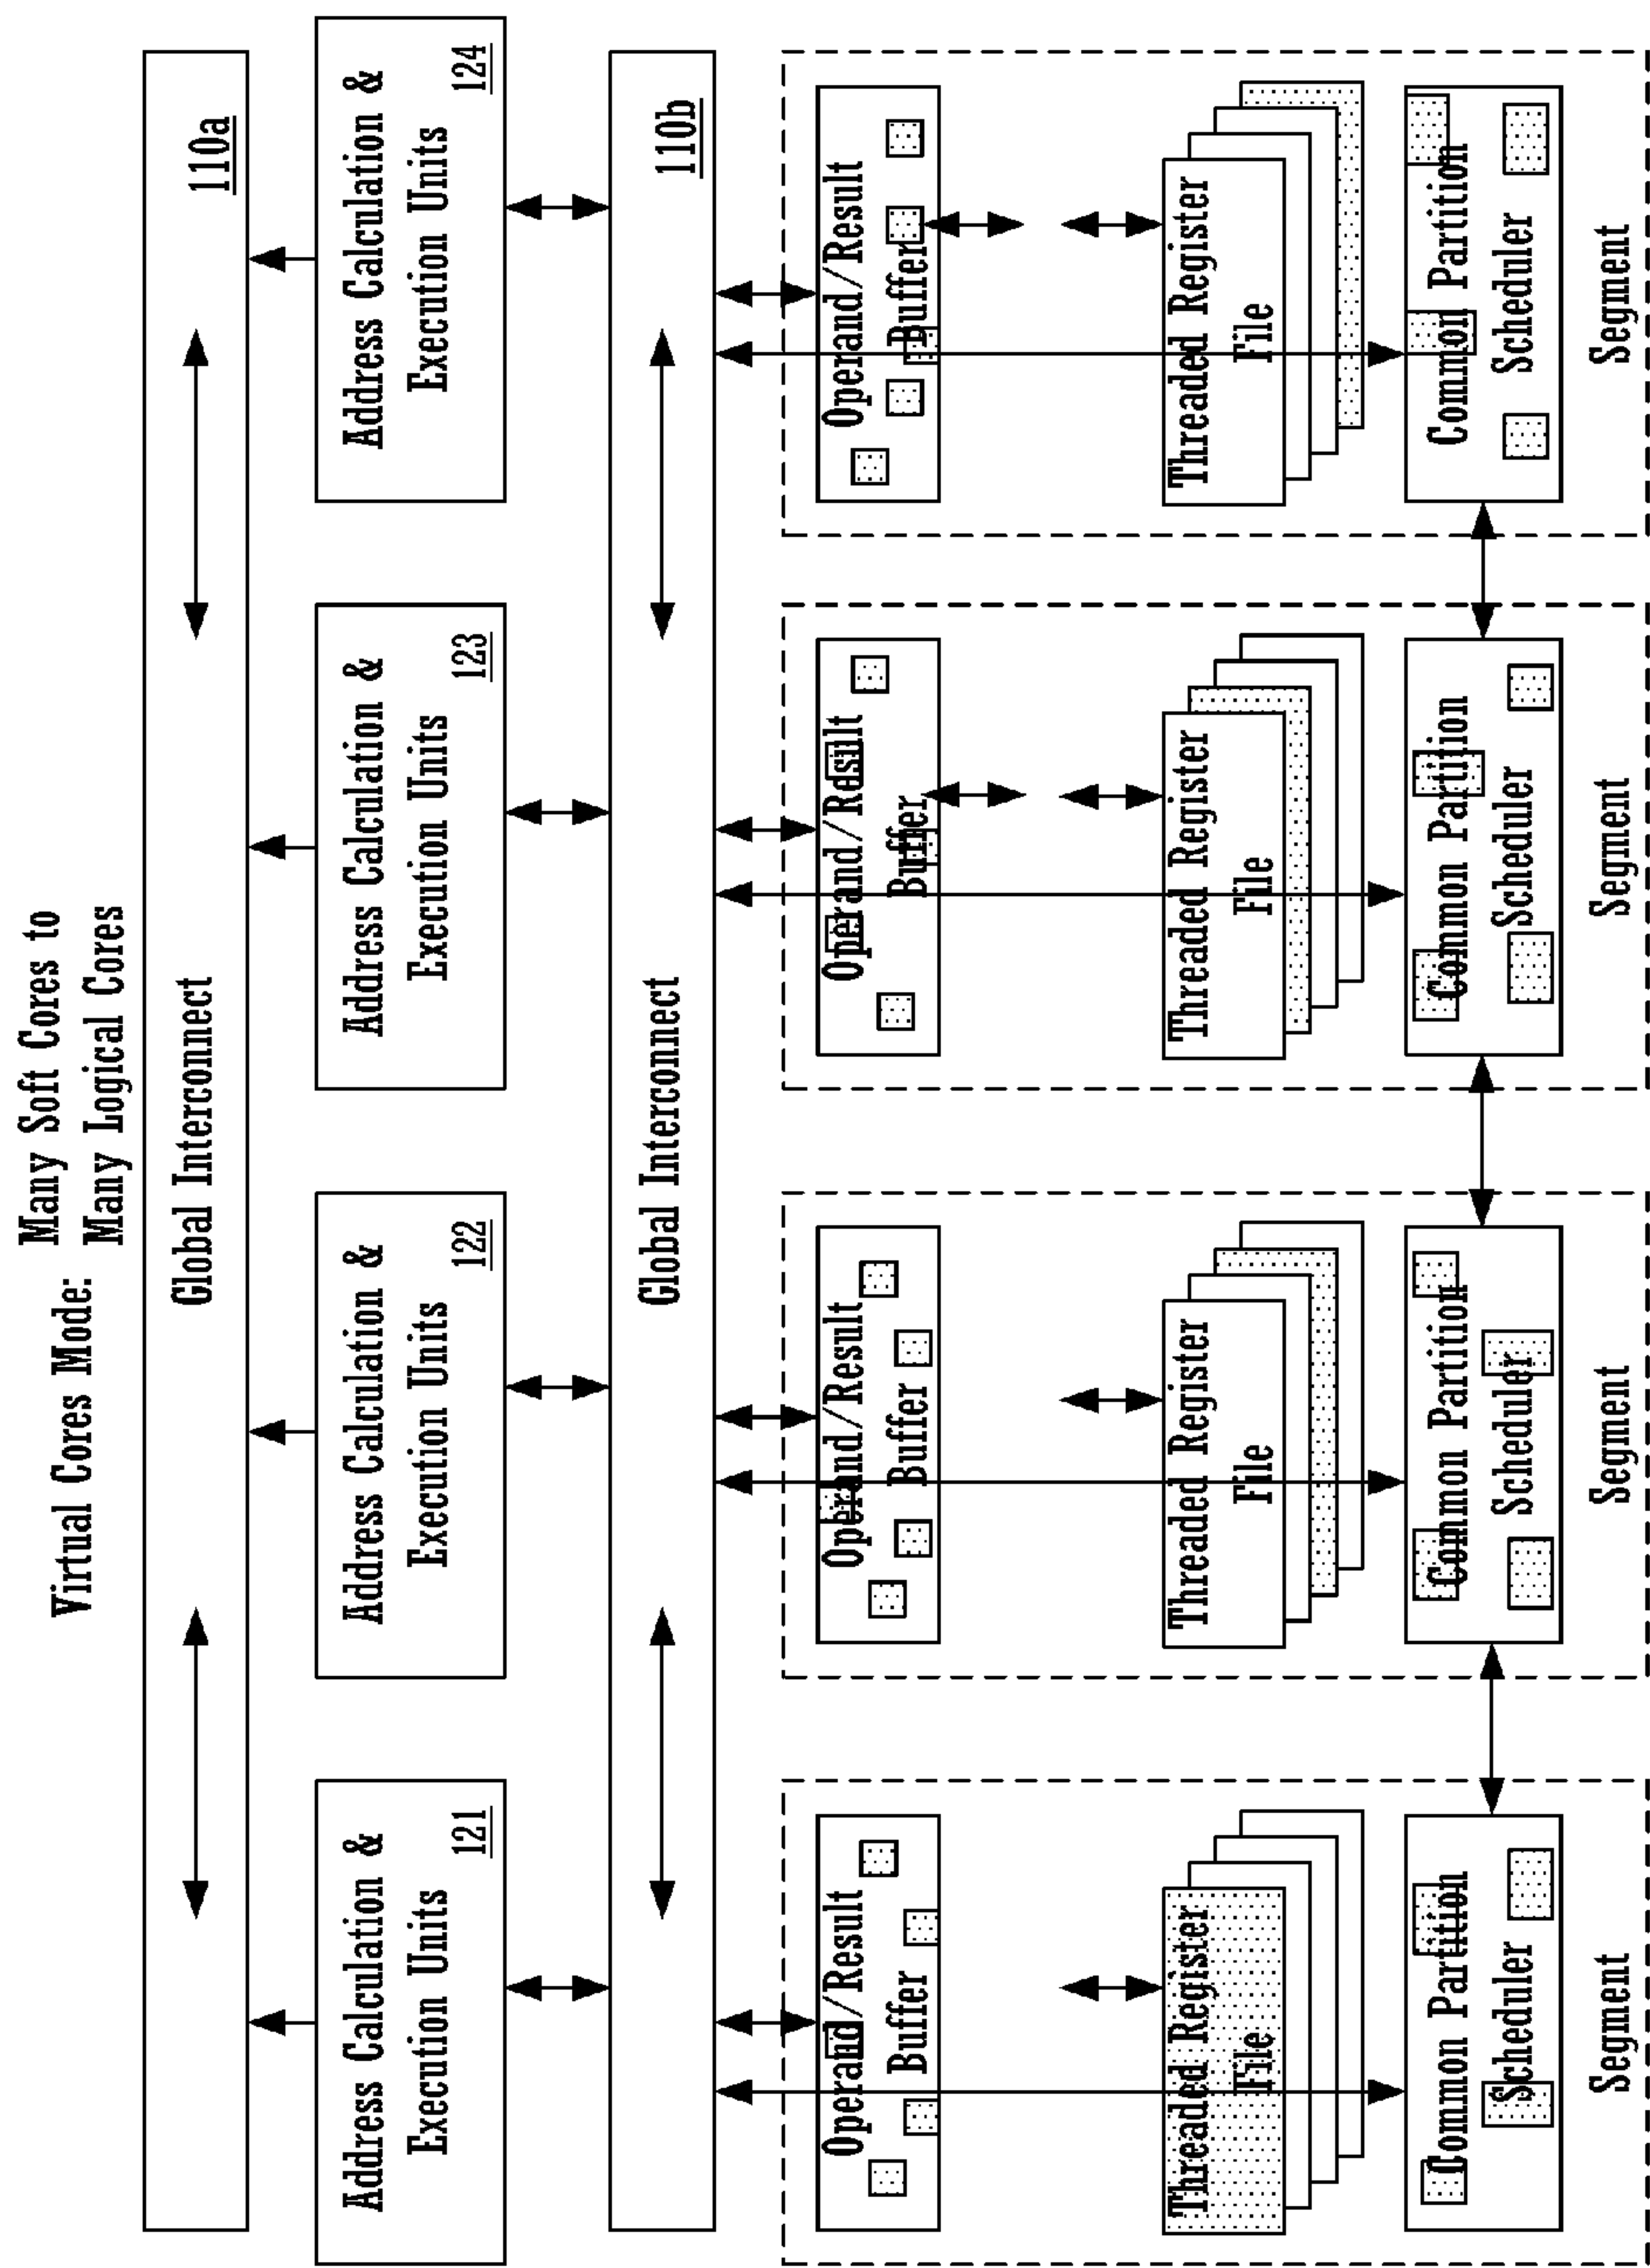 Virtual Cores Mode: Many Soft Cores to
Many Logical Cores
Global Interconnect
110a
Address Calculation &
Execution Units
121
Address Calculation &
Execution Units
122
Address Calculation &
Execution Units
123
Address Calculation &
Execution Units
124
Global Interconnect
110b
Operand/Result
Buffer
Operand/Result
Buffer
Operand/Result
Buffer
Operand/Result
Buffer
Threaded Register
File
Threaded Register
File
Threaded Register
File
Threaded Register
File
Common Partition
Scheduler
Common Partition
Scheduler
Common Partition
Scheduler
Common Partition
Scheduler
Segment
Segment
Segment
Segment